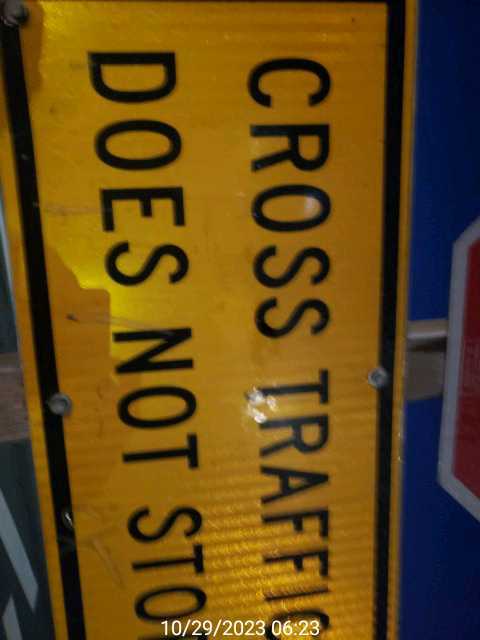 CROSS TRAFFIC
DOES NOT STO
10/29/2023 06:23